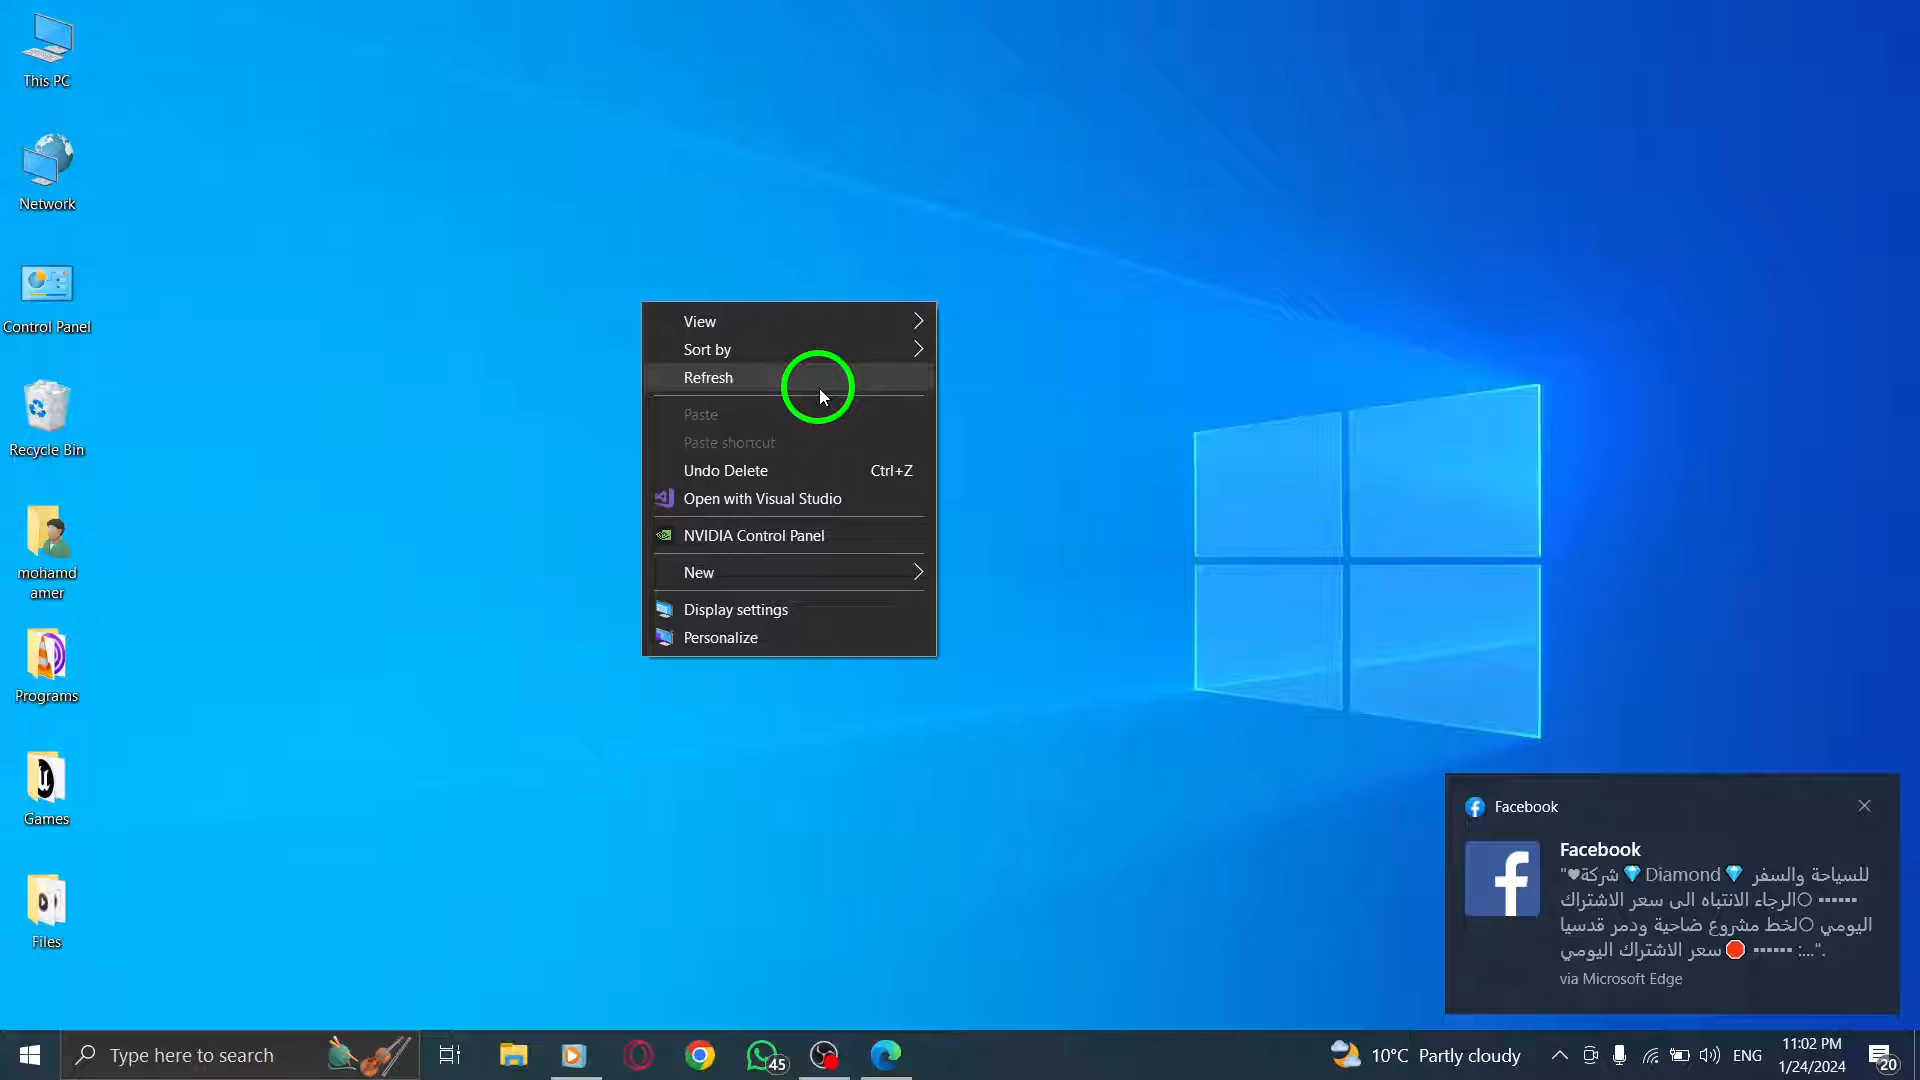 This PC
Network
Control Panel
Recycle Bin
mohamd
amer
Programs
Games
Files
View
Sort by
Refresh
Paste
Paste shortcut
Undo Delete Ctrl+Z
Open with Visual Studio
NVIDIA Control Panel
New
Display settings
Personalize
Facebook
Facebook
"♥شركة💎Diamond💎 للسياحة والسفر
▪▪▪▪▪▪ ⭕الرجاء الانتباه الى سعر الاشتراك
اليومي ⭕لخط مشروع ضاحية ودمر قدسيا
🛑سعر الاشتراك اليومي ▪▪▪▪▪▪ :...".
via Microsoft Edge
Type here to search
45
10°C Partly cloudy
ENG
11:02 PM
1/24/2024
20